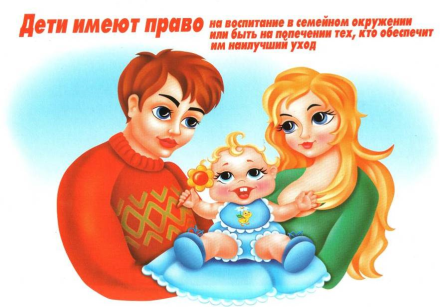 Дети имеют право на воспитание в семейном окружении
или быть на попечении тех, кто обеспечит
им наилучший уход